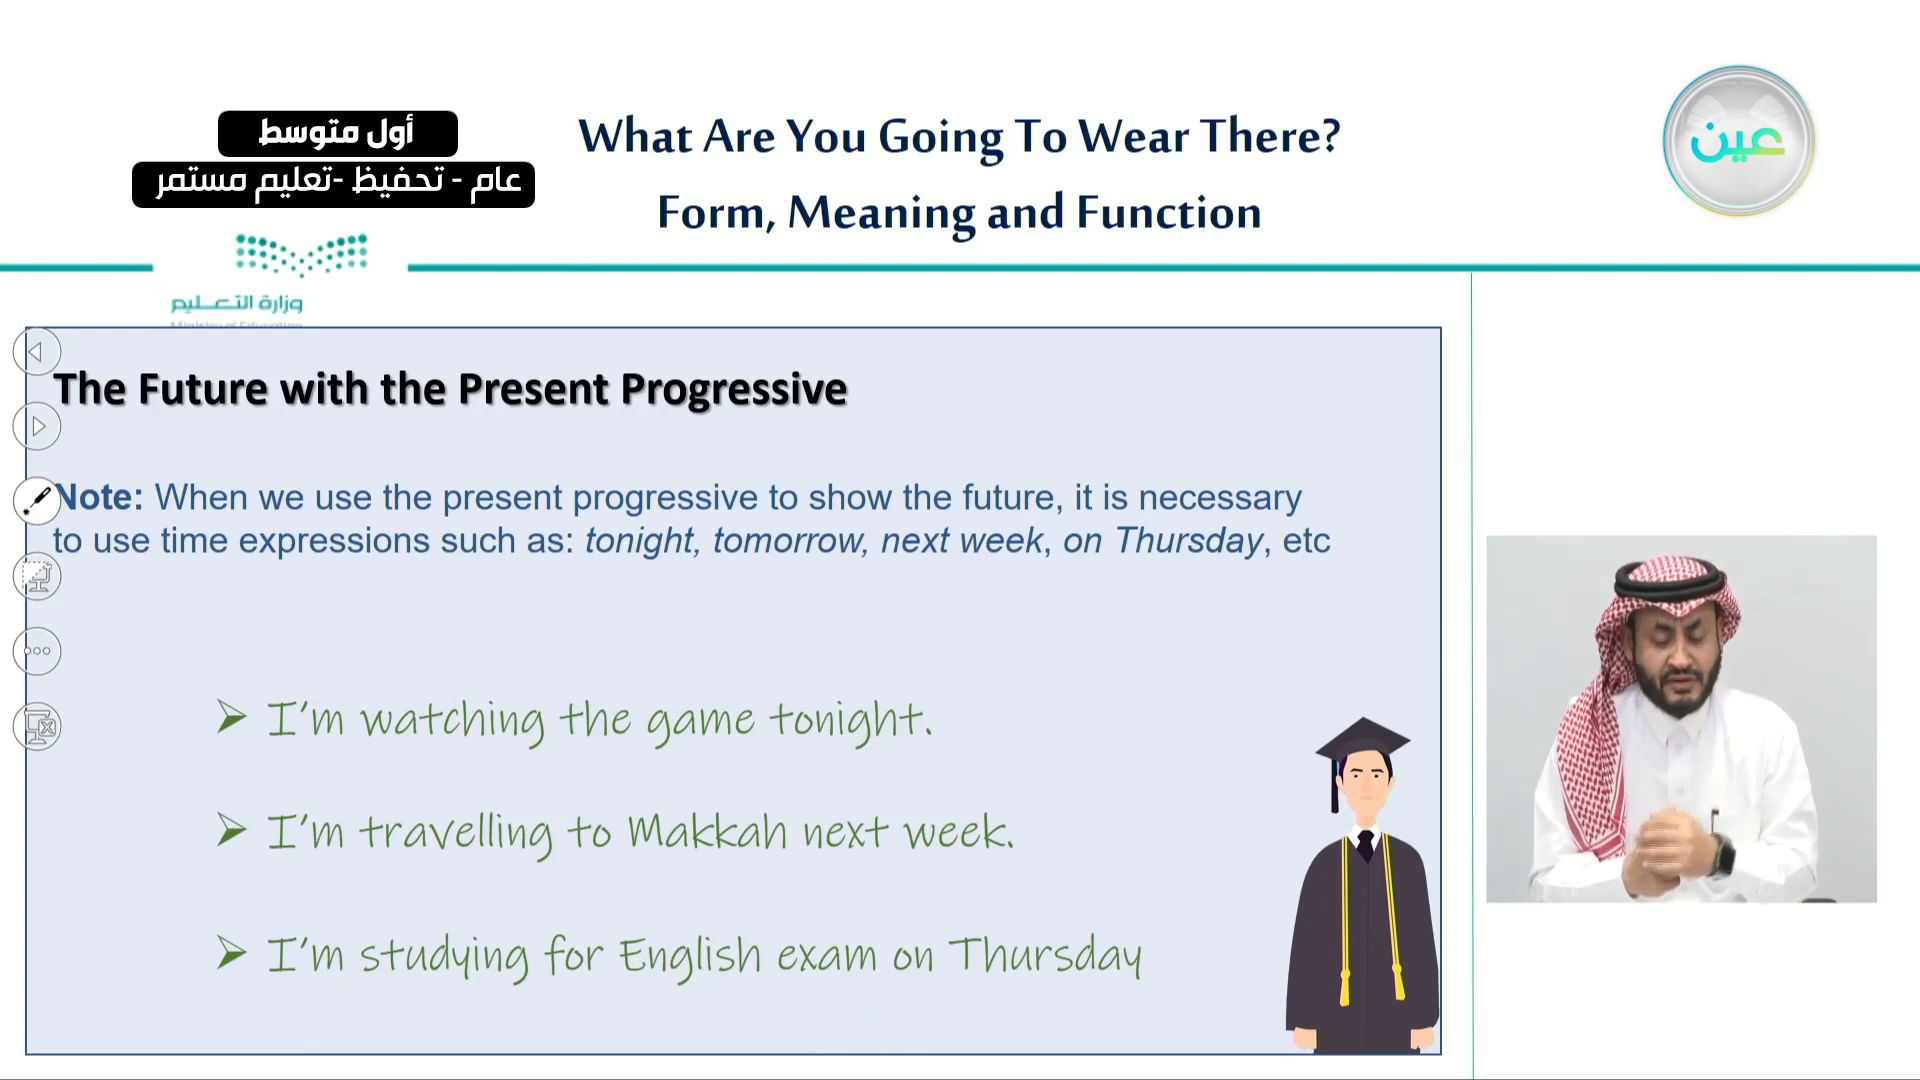 أول متوسط
عام - تحفيظ -تعليم مستمر
What Are You Going To Wear There?
Form, Meaning and Function
عين
وزارة التعليم
Ministry of Education
The Future with the Present Progressive
Note: When we use the present progressive to show the future, it is necessary
to use time expressions such as: tonight, tomorrow, next week, on Thursday, etc
➢ I'm watching the game tonight.
➢ I'm travelling to Makkah next week.
➢ I'm studying for English exam on Thursday